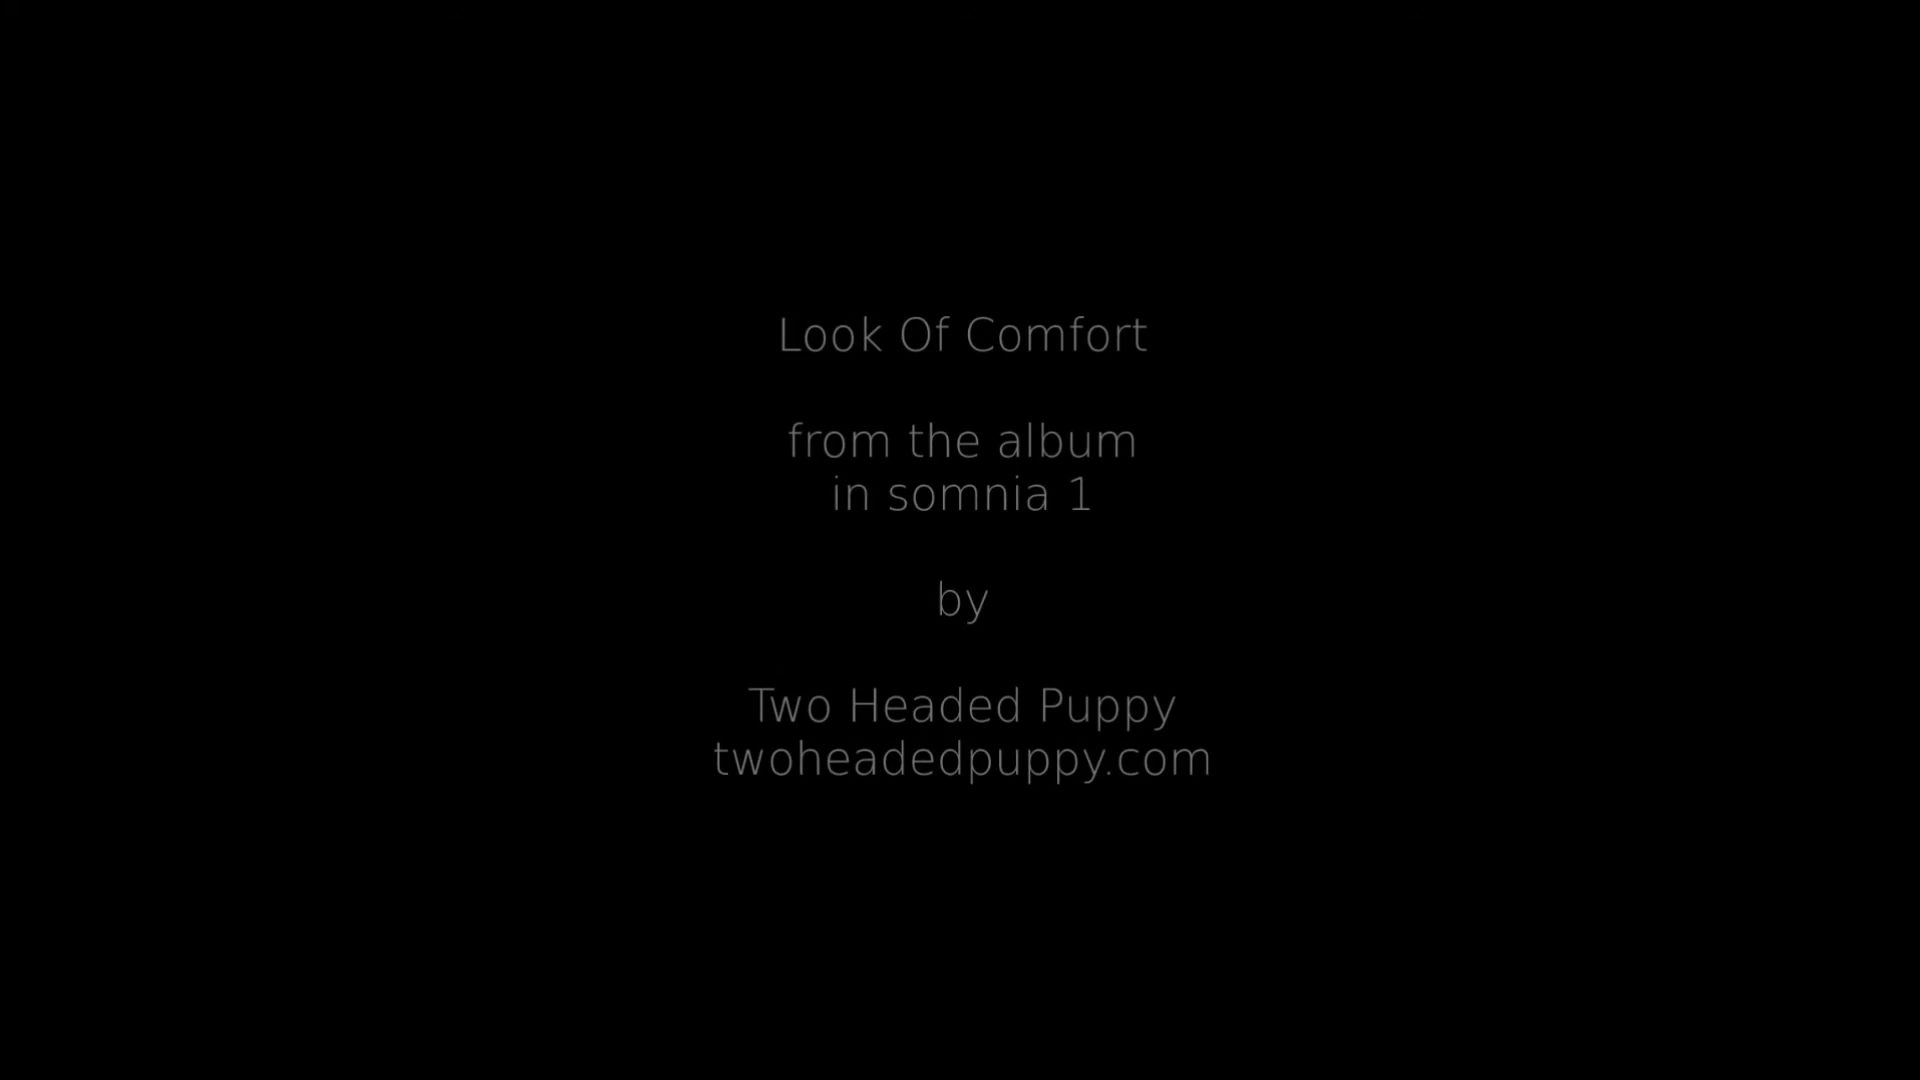 Look Of Comfort
from the album
in somnia 1
by
Two Headed Puppy
twoheadedpuppy.com